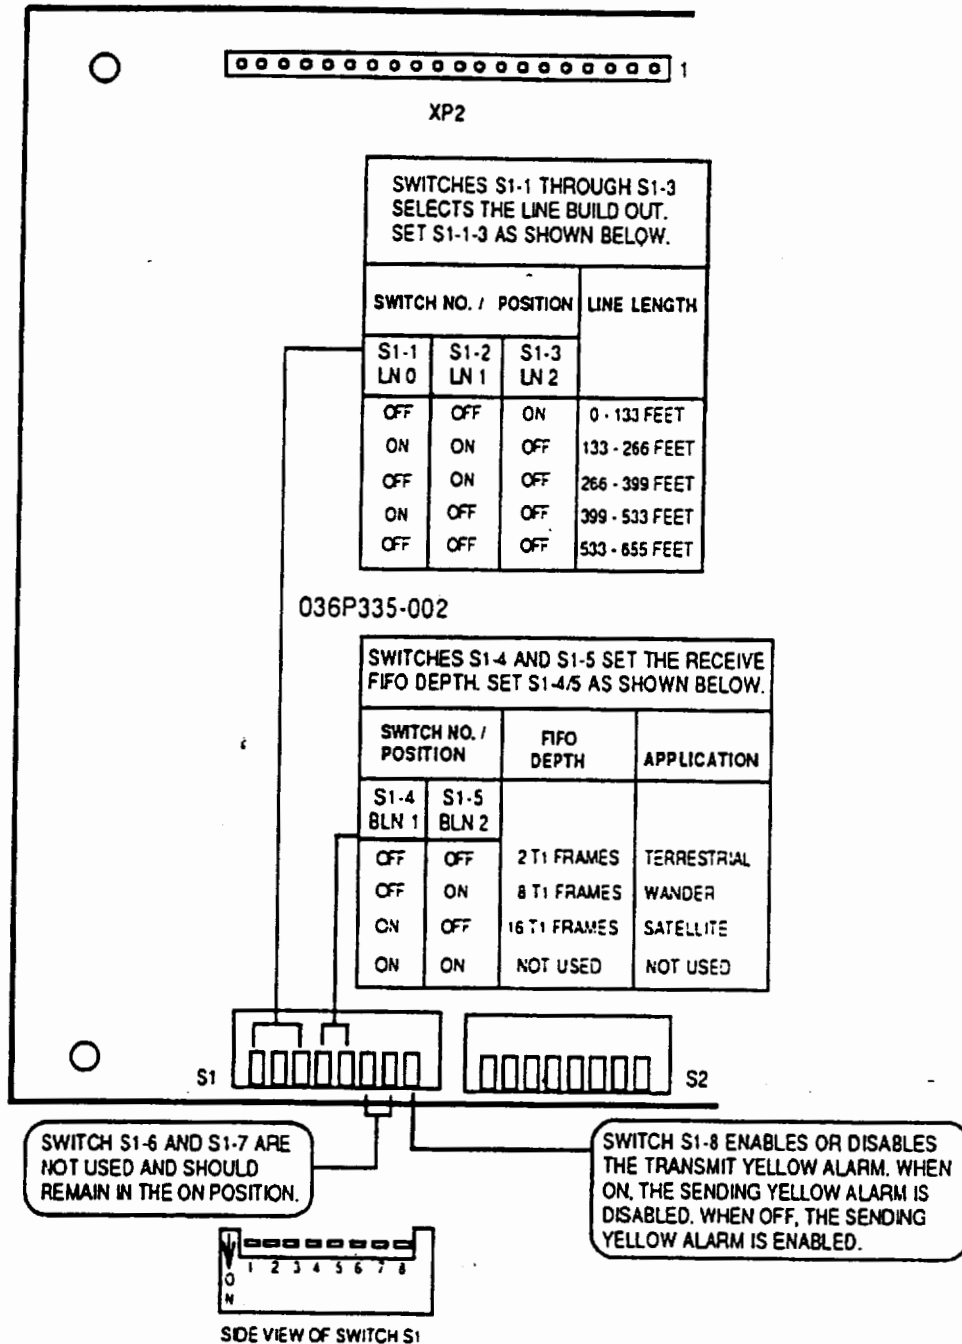 1
XP2
SWITCHES S1-1 THROUGH S1-3
SELECTS THE LINE BUILD OUT.
SET S1-1-3 AS SHOWN BELOW.
SWITCH NO. / POSITION LINE LENGTH
S1-1 S1-2 S1-3
LN 0 LN 1 LN 2
OFF OFF ON 0 - 133 FEET
ON ON OFF 133 - 266 FEET
OFF ON OFF 266 - 399 FEET
ON OFF OFF 399 - 533 FEET
OFF OFF OFF 533 - 655 FEET
036P335-002
SWITCHES S1-4 AND S1-5 SET THE RECEIVE
FIFO DEPTH. SET S1-4/5 AS SHOWN BELOW.
SWITCH NO. / FIFO
POSITION DEPTH APPLICATION
S1-4 S1-5
BLN 1 BLN 2
OFF OFF 2 T1 FRAMES TERRESTRIAL
OFF ON 8 T1 FRAMES WANDER
ON OFF 16 T1 FRAMES SATELLITE
ON ON NOT USED NOT USED
S1 S2
SWITCH S1-6 AND S1-7 ARE
NOT USED AND SHOULD
REMAIN IN THE ON POSITION.
SWITCH S1-8 ENABLES OR DISABLES
THE TRANSMIT YELLOW ALARM. WHEN
ON, THE SENDING YELLOW ALARM IS
DISABLED. WHEN OFF, THE SENDING
YELLOW ALARM IS ENABLED.
1 2 3 4 5 6 7 8
ON
SIDE VIEW OF SWITCH S1